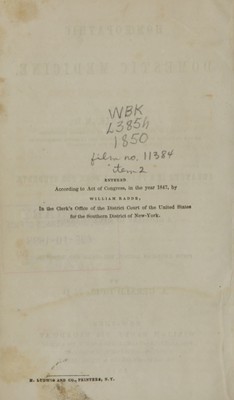 WBK
L385h
1850
film no. 11384
item 2
ENTERED
According to Act of Congress, in the year 1847, by
WILLIAM RADDE,
In the Clerk's Office of the District Court of the United States
for the Southern District of New-York.
H. LUDWIG AND CO., PRINTERS, N. Y.